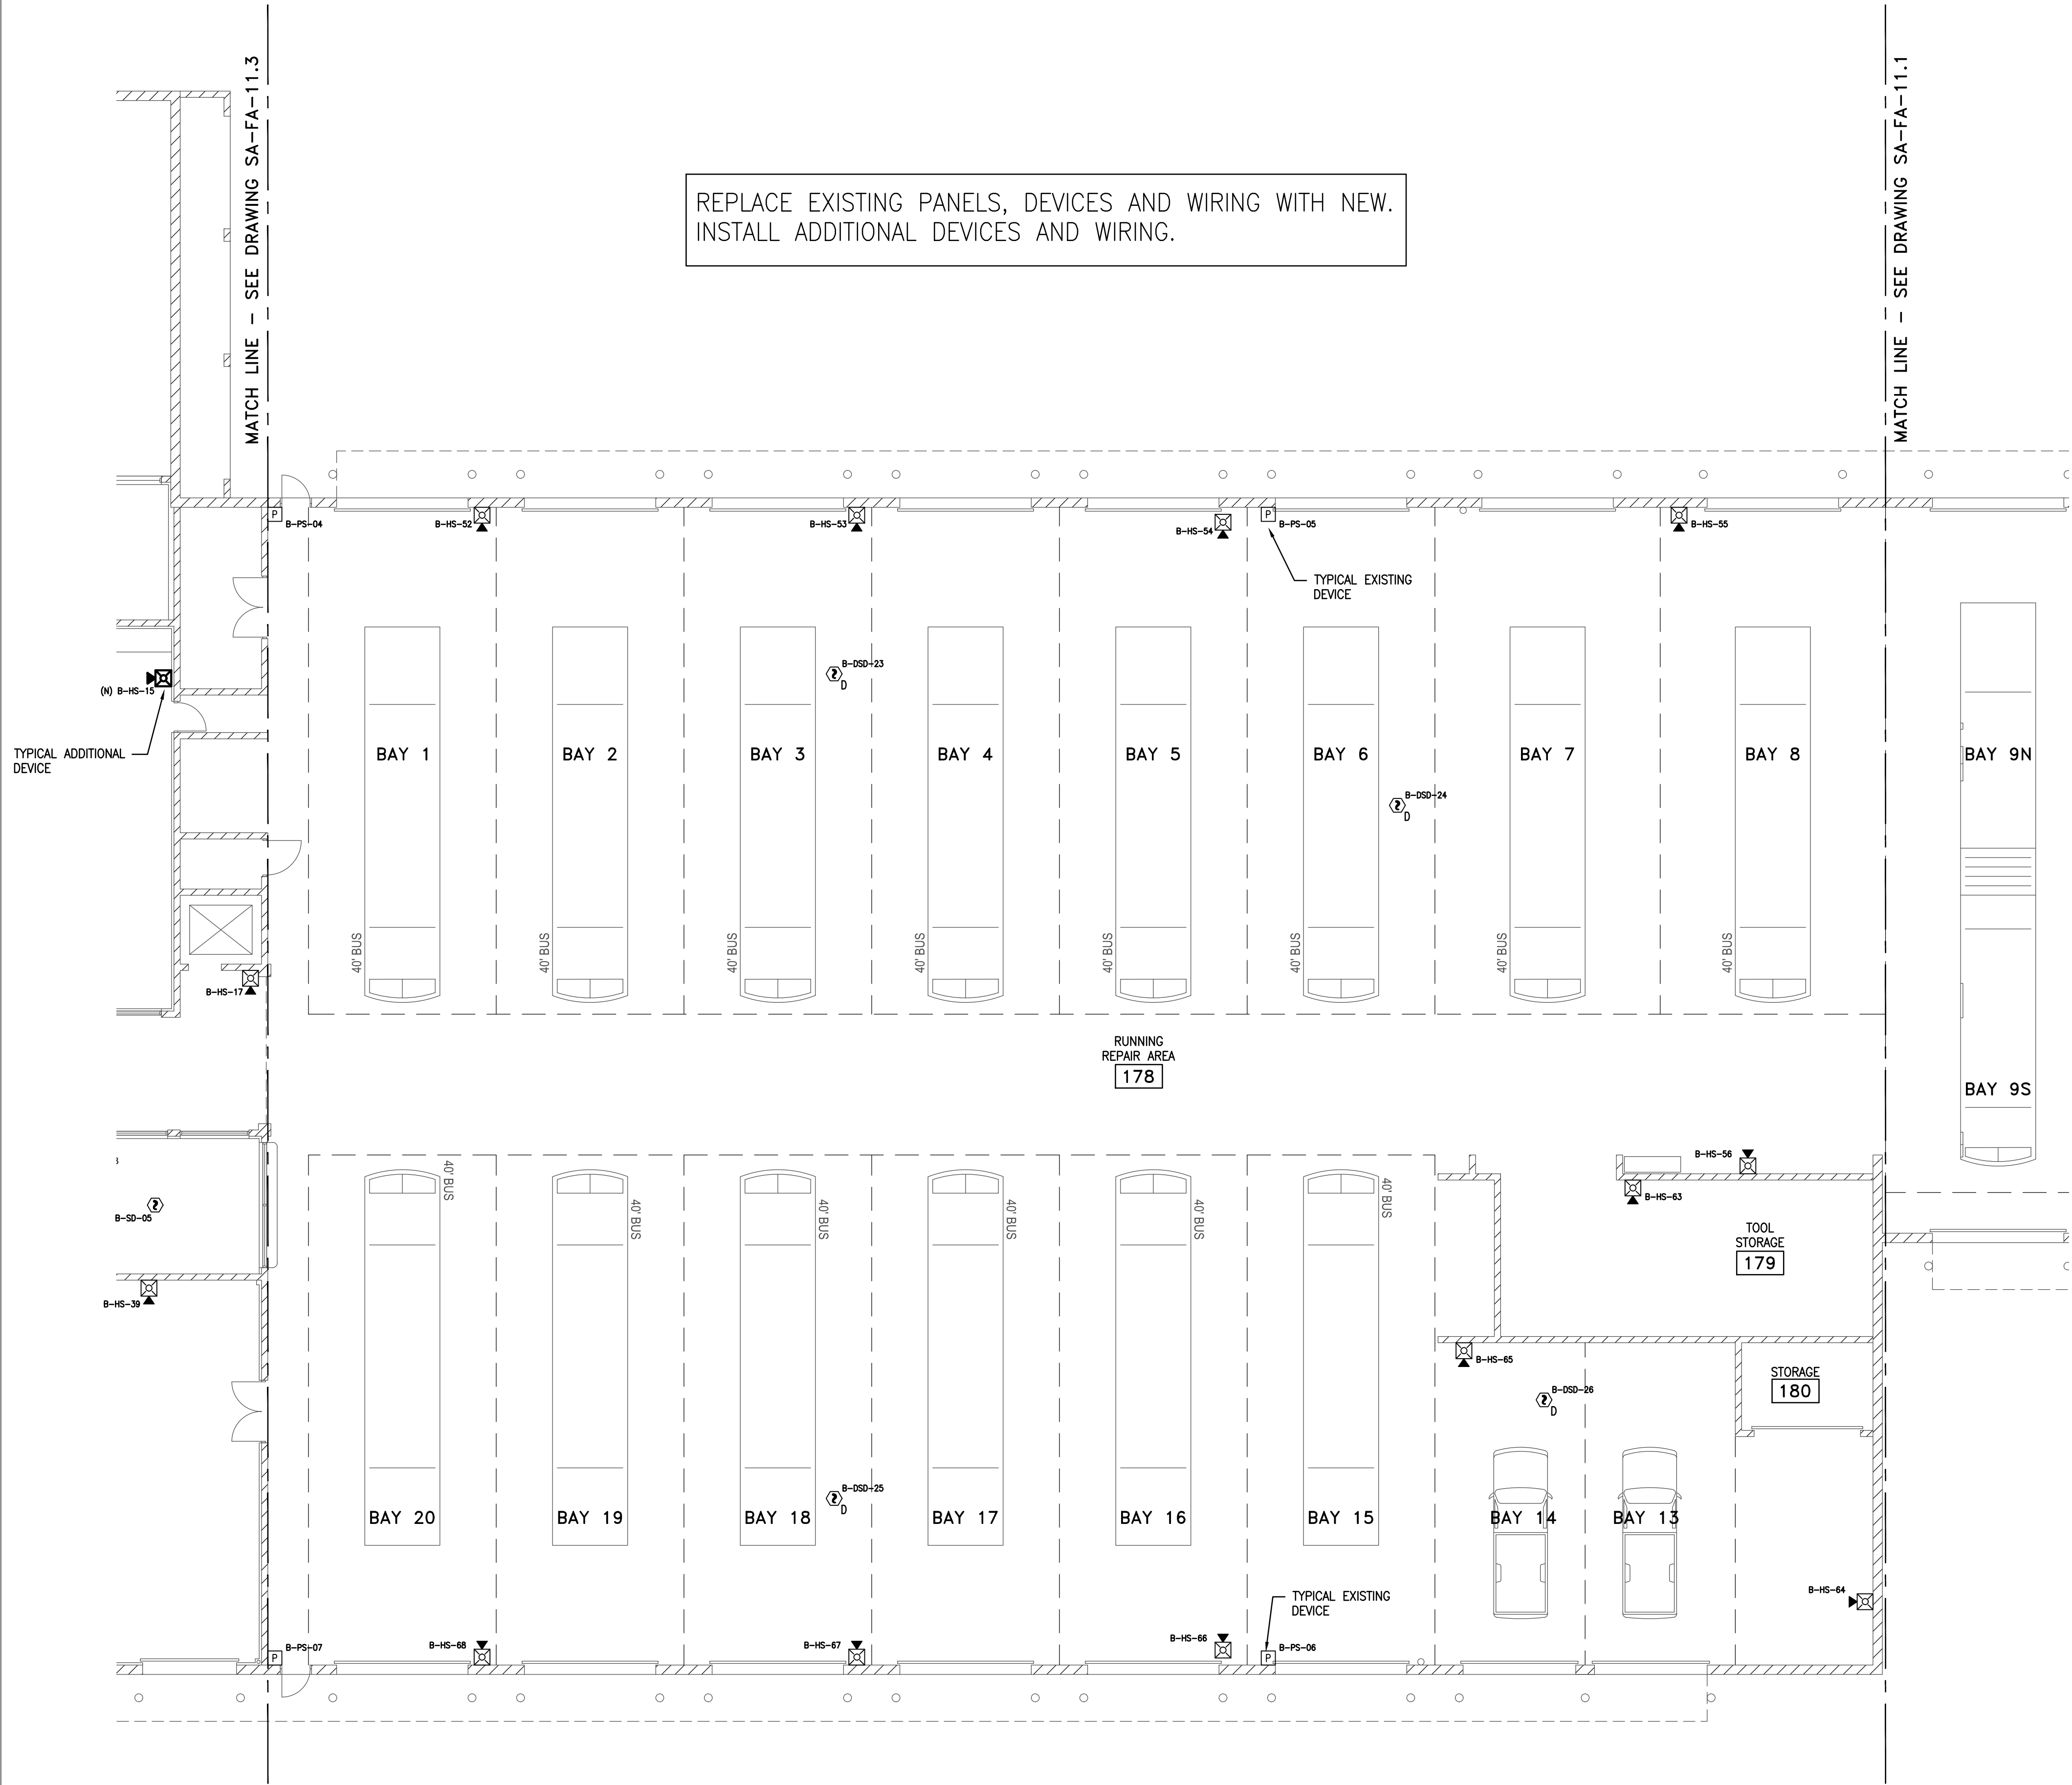 MATCH LINE - SEE DRAWING SA-FA-11.3
MATCH LINE - SEE DRAWING SA-FA-11.1
REPLACE EXISTING PANELS, DEVICES AND WIRING WITH NEW.
INSTALL ADDITIONAL DEVICES AND WIRING.
P
B-PS-04
B-HS-52
B-HS-53
B-HS-54
P
B-PS-05
B-HS-55
TYPICAL EXISTING
DEVICE
B-DSD-23
D
(N) B-HS-15
TYPICAL ADDITIONAL
DEVICE
BAY 1
BAY 2
BAY 3
BAY 4
BAY 5
BAY 6
BAY 7
BAY 8
BAY 9N
B-DSD-24
D
40' BUS
40' BUS
40' BUS
40' BUS
40' BUS
40' BUS
40' BUS
40' BUS
B-HS-17
RUNNING
REPAIR AREA
178
BAY 9S
B-HS-56
B-HS-63
B-SD-05
40' BUS
40' BUS
40' BUS
40' BUS
40' BUS
40' BUS
TOOL
STORAGE
179
B-HS-39
B-HS-65
STORAGE
180
B-DSD-26
D
B-DSD-25
D
BAY 20
BAY 19
BAY 18
BAY 17
BAY 16
BAY 15
BAY 14
BAY 13
TYPICAL EXISTING
DEVICE
B-HS-64
P
B-PS-07
B-HS-68
B-HS-67
B-HS-66
P
B-PS-06